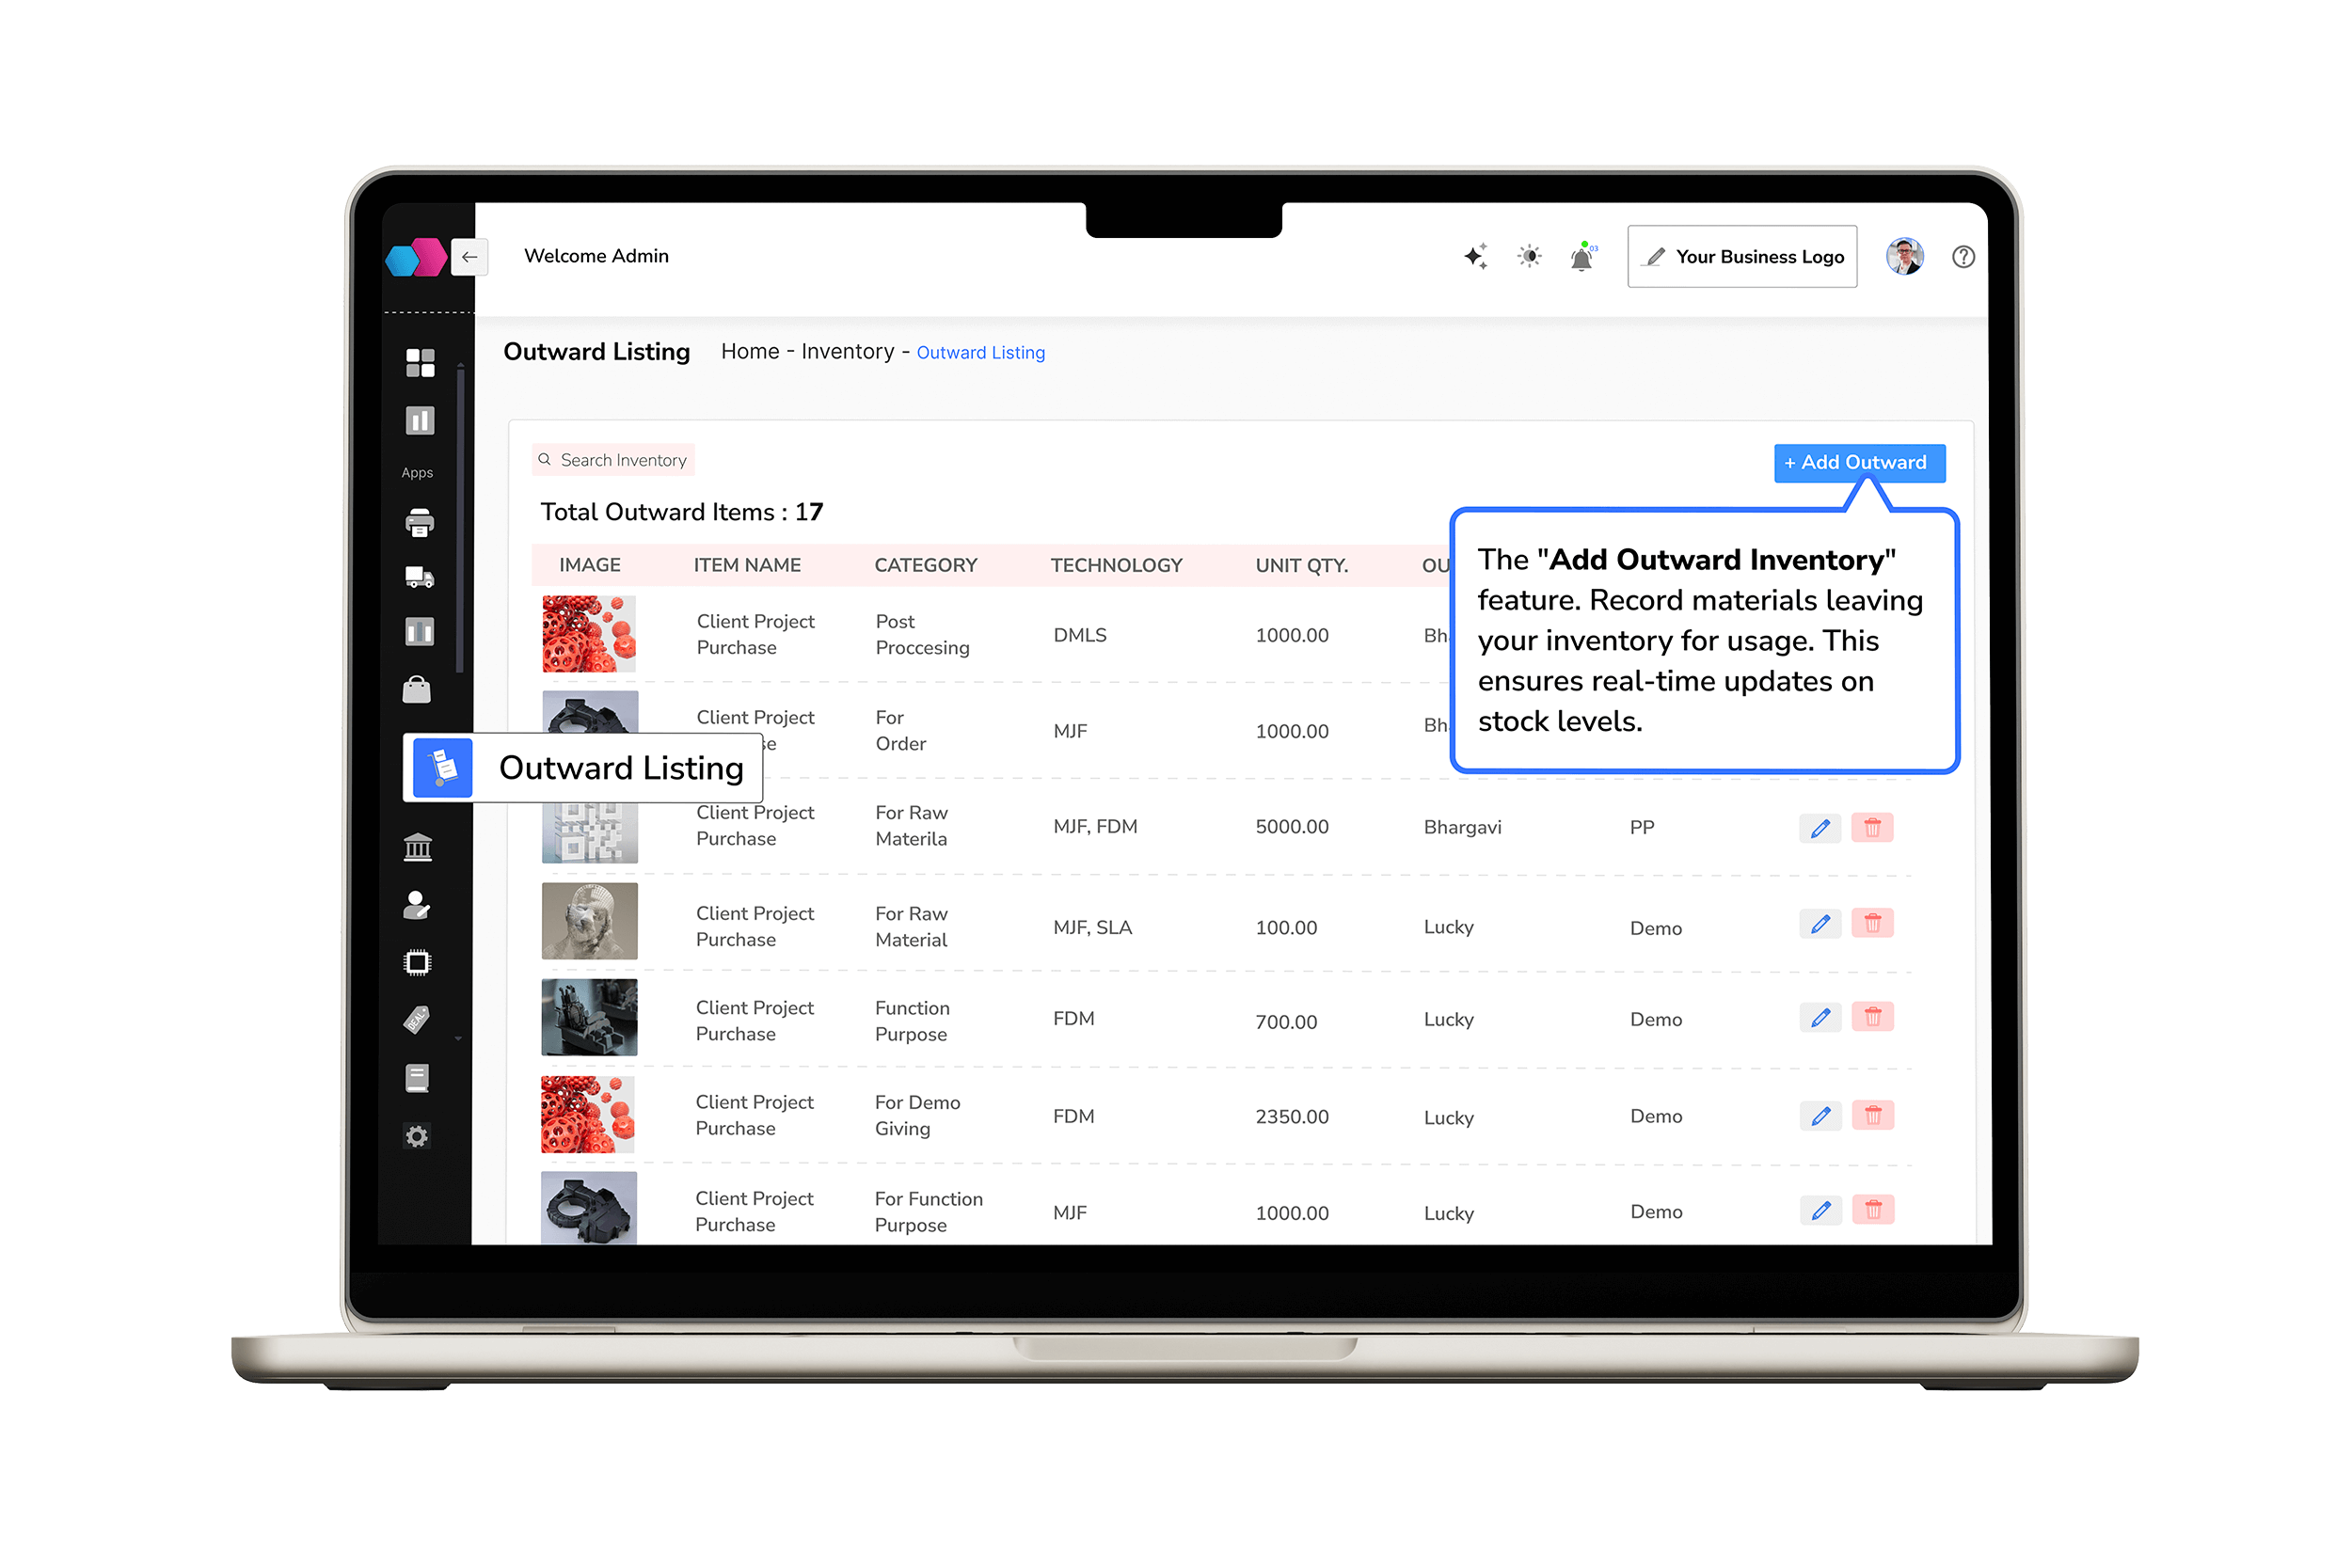 Welcome Admin
03
Your Business Logo
Outward Listing
Home - Inventory - Outward Listing
Apps
Search Inventory
+ Add Outward
Total Outward Items : 17
The "Add Outward Inventory"
feature. Record materials leaving
your inventory for usage. This
ensures real-time updates on
stock levels.
IMAGE ITEM NAME CATEGORY TECHNOLOGY UNIT QTY.
Client Project
Purchase
Post
Proccesing
DMLS
1000.00
Client Project
For
Order
MJF
1000.00
Outward Listing
Client Project
Purchase
For Raw
Materila
MJF, FDM
5000.00
Bhargavi
PP
Client Project
Purchase
For Raw
Material
MJF, SLA
100.00
Lucky
Demo
Client Project
Purchase
Function
Purpose
FDM
700.00
Lucky
Demo
DEAL
Client Project
Purchase
For Demo
Giving
FDM
2350.00
Lucky
Demo
Client Project
Purchase
For Function
Purpose
MJF
1000.00
Lucky
Demo